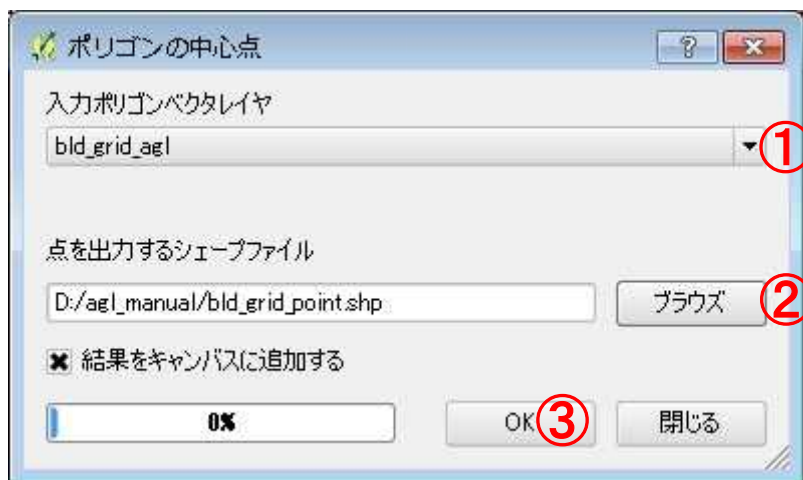 ポリゴンの中心点
入力ポリゴンベクタレイヤ
bld_grid_agl ①
点を出力するシェープファイル
D:/agl_manual/bld_grid_point.shp ブラウズ ②
結果をキャンバスに追加する
0% OK ③ 閉じる